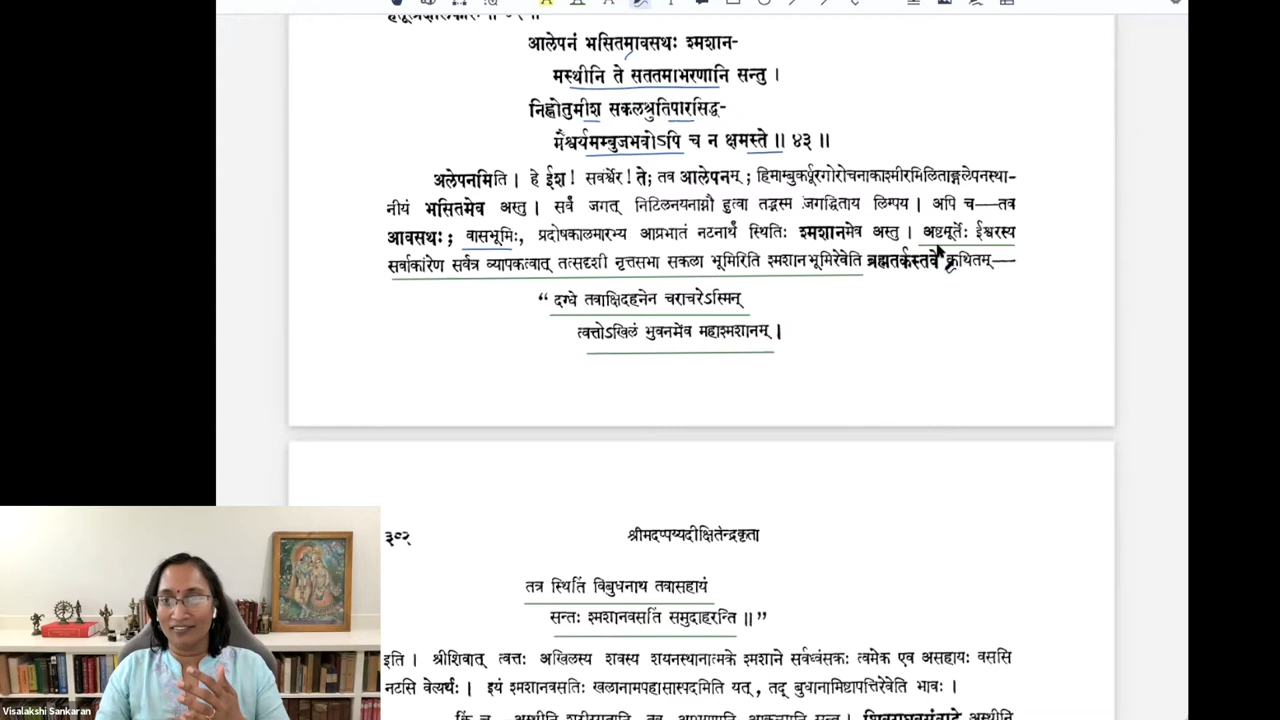 आलेपनं भसितमावसथः श्मशान-
मस्थीनि ते सततमाभरणानि सन्तु ।
निह्नोतुमीश सकलश्रुतिपारसिद्ध-
मैश्वर्यमम्बुजभवोऽपि च न क्षमस्ते ॥ ४३ ॥
अलेपनमिति । हे ईश! सर्वश्वेर! ते; तव आलेपनम्; हिमाम्बुकर्पूरगोरोचनाकाश्मीरमिलिताङ्गलेपनस्था-
नीयं भसितमेव अस्तु । सर्वं जगत् निटिलनयनाग्नौ हुत्वा तद्भस्म जगद्धिताय लिम्पय । अपि च—तव
आवसथः; वासभूमिः, प्रदोषकालमारभ्य आप्रभातं नटनार्थं स्थितिः श्मशानमेव अस्तु । अष्टमूर्तेः ईश्वरस्य
सर्वाकारेण सर्वत्र व्यापकत्वात् तत्सदृशी नृत्तसभा सकला भूमिरिति श्मशानभूमिरेवेति ब्रह्मतर्कस्तवे कथितम्—
“ दग्धे तवाक्षिदहनेन चराचरेऽस्मिन्
त्वत्तोऽखिलं भुवनमेव महाश्मशानम् ।
३०२ श्रीमदप्पय्यदीक्षितेन्द्रकृता
तत्र स्थितिं विबुधनाथ तवासहायं
सन्तः श्मशानवसतिं समुदाहरन्ति ॥”
इति । श्रीशिवात् त्वत्तः अखिलस्य शवस्य शयनस्थानात्मके श्मशाने सर्वध्वंसकः त्वमेक एव असहायः वससि
नटसि वेत्यर्थः । इयं श्मशानवसतिः खलानामपहासास्पदमिति यत्, तद् बुधानामिष्टापत्तिरेवेति भावः ।
Visalakshi Sankaran